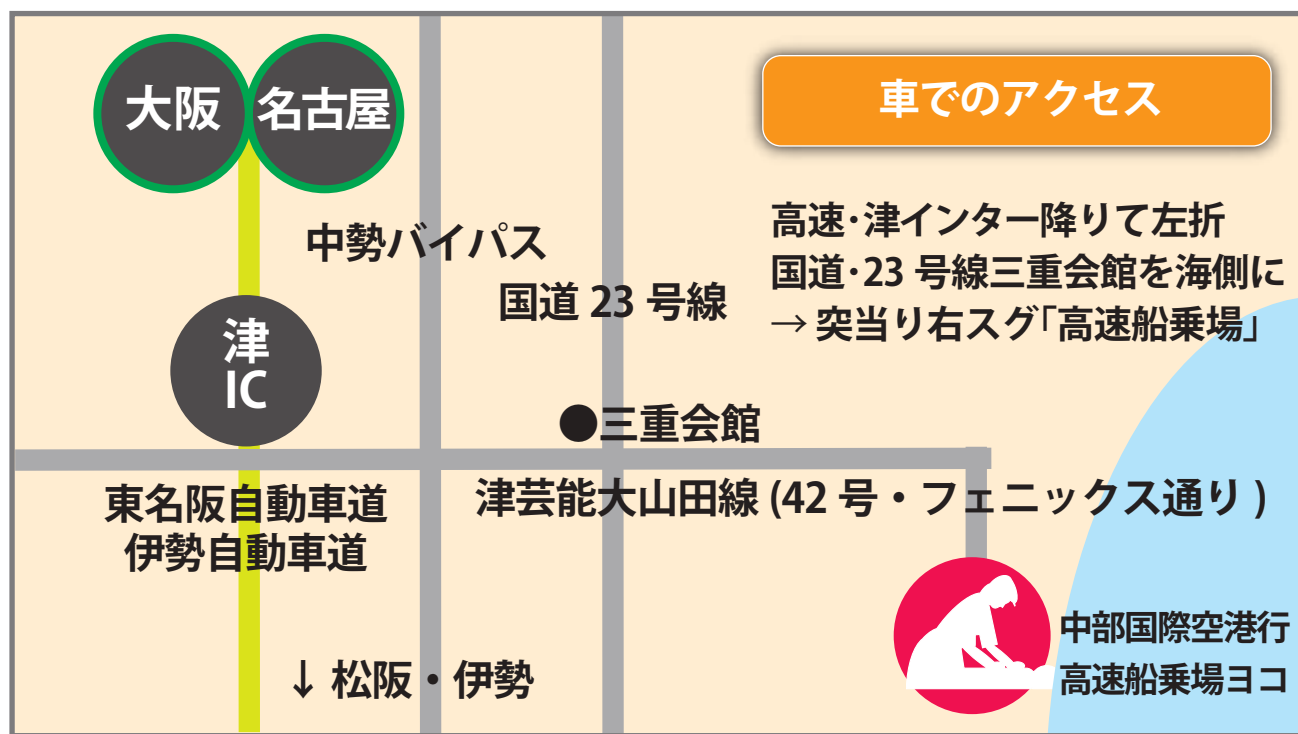 大阪
名古屋
車でのアクセス
高速･津インター降りて左折
国道･23 号線三重会館を海側に
→ 突当り右スグ｢高速船乗場｣
中勢バイパス
国道 23 号線
津
IC
●三重会館
東名阪自動車道
伊勢自動車道
津芸能大山田線 (42 号・フェニックス通り )
中部国際空港行
高速船乗場ヨコ
↓ 松阪・伊勢